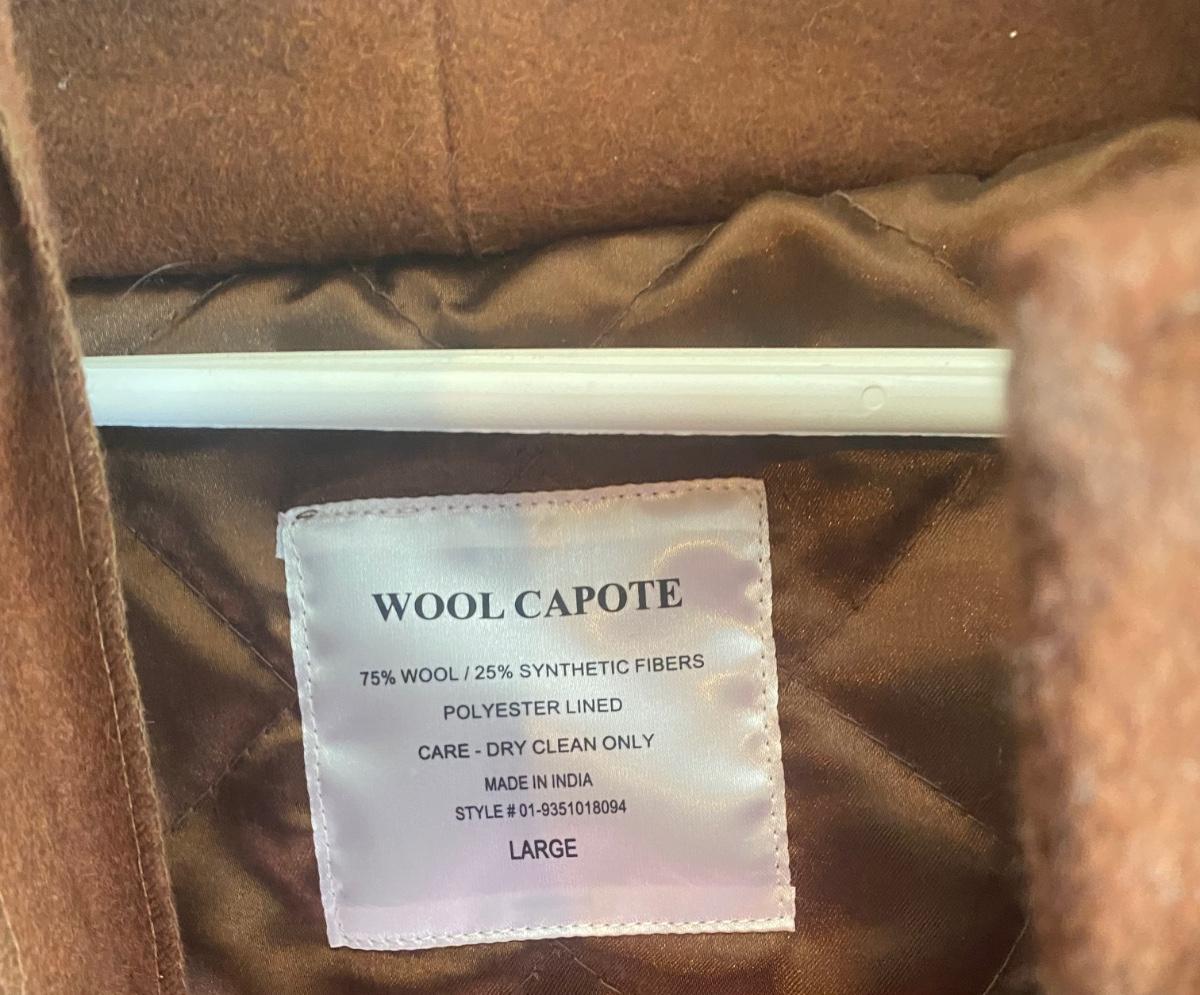 WOOL CAPOTE
75% WOOL / 25% SYNTHETIC FIBERS
POLYESTER LINED
CARE - DRY CLEAN ONLY
MADE IN INDIA
STYLE # 01-9351018094
LARGE